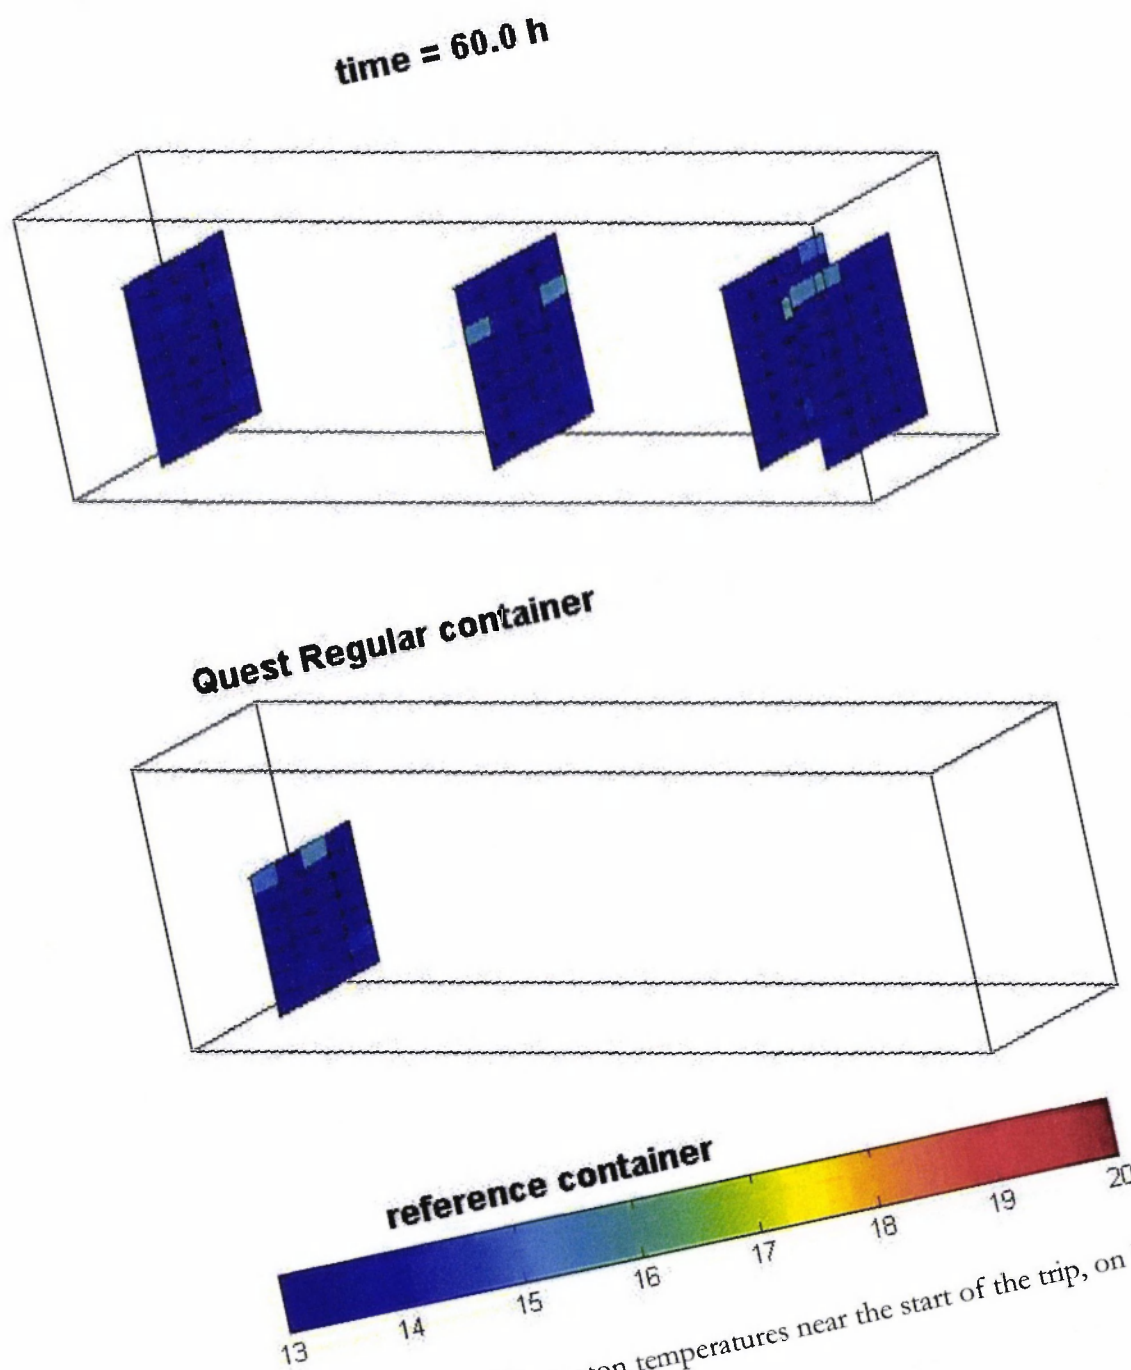 time = 60.0 h
Quest Regular container
reference container
13 14 15 16 17 18 19 20
temperatures near the start of the trip, on